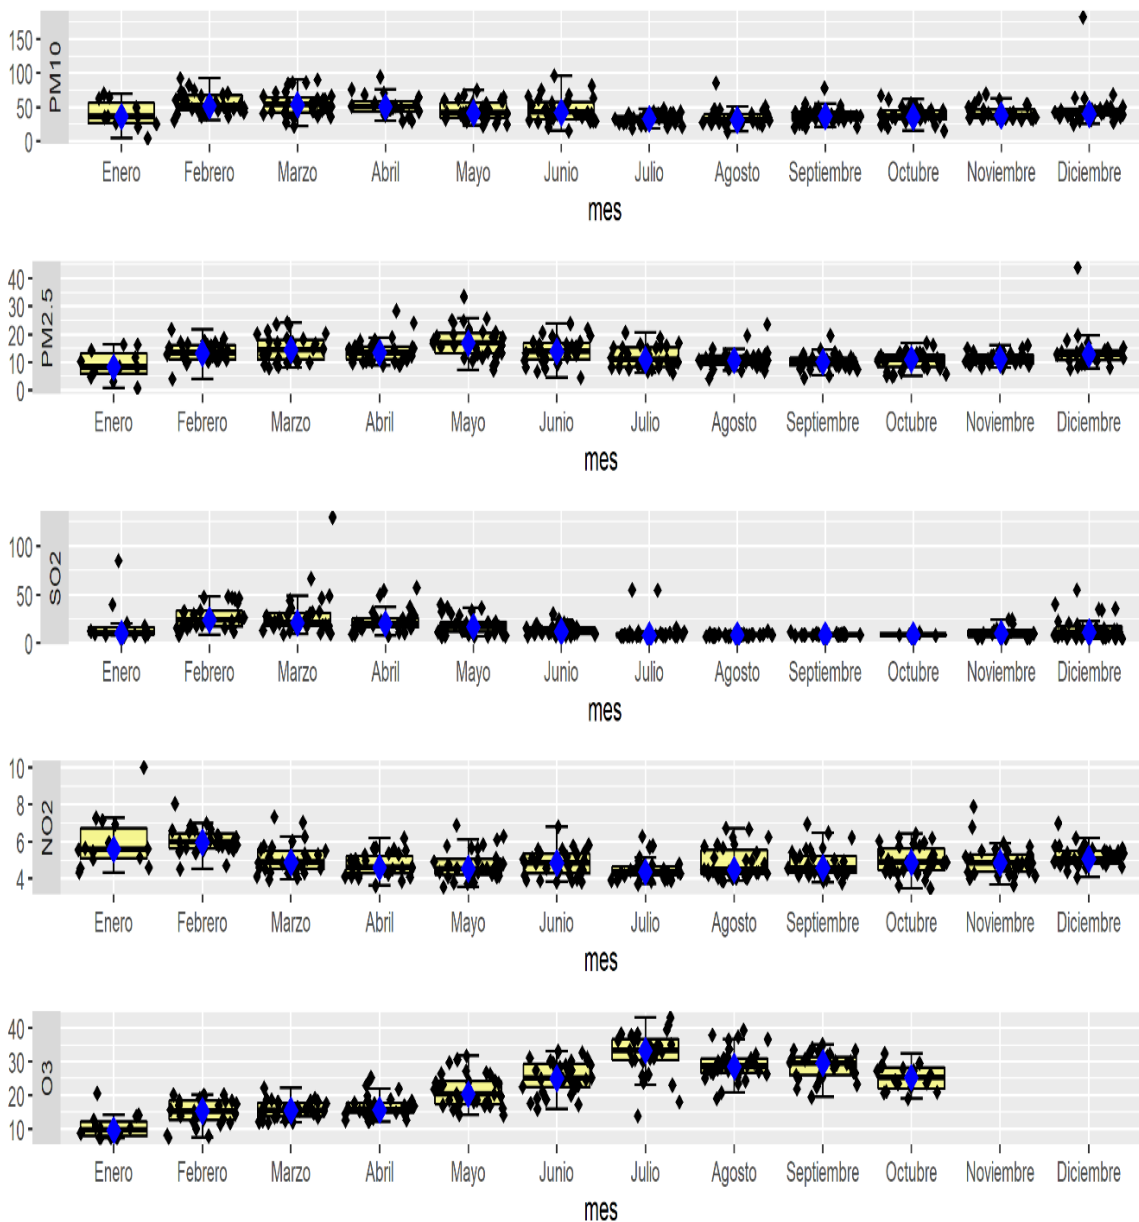 150
100
50
0
PM10
Enero Febrero Marzo Abril Mayo Junio Julio Agosto Septiembre Octubre Noviembre Diciembre
mes
40
30
20
10
0
PM2.5
Enero Febrero Marzo Abril Mayo Junio Julio Agosto Septiembre Octubre Noviembre Diciembre
mes
100
50
0
SO2
Enero Febrero Marzo Abril Mayo Junio Julio Agosto Septiembre Octubre Noviembre Diciembre
mes
10
8
6
4
NO2
Enero Febrero Marzo Abril Mayo Junio Julio Agosto Septiembre Octubre Noviembre Diciembre
mes
40
30
20
10
O3
Enero Febrero Marzo Abril Mayo Junio Julio Agosto Septiembre Octubre Noviembre Diciembre
mes